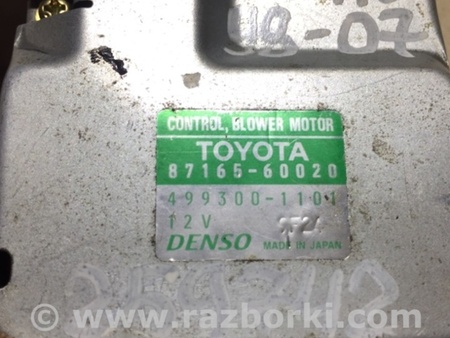 98-07
CONTROL, BLOWER MOTOR
TOYOTA
87165-60020
499300-1101
12V
DENSO MADE IN JAPAN
www.razborki.com